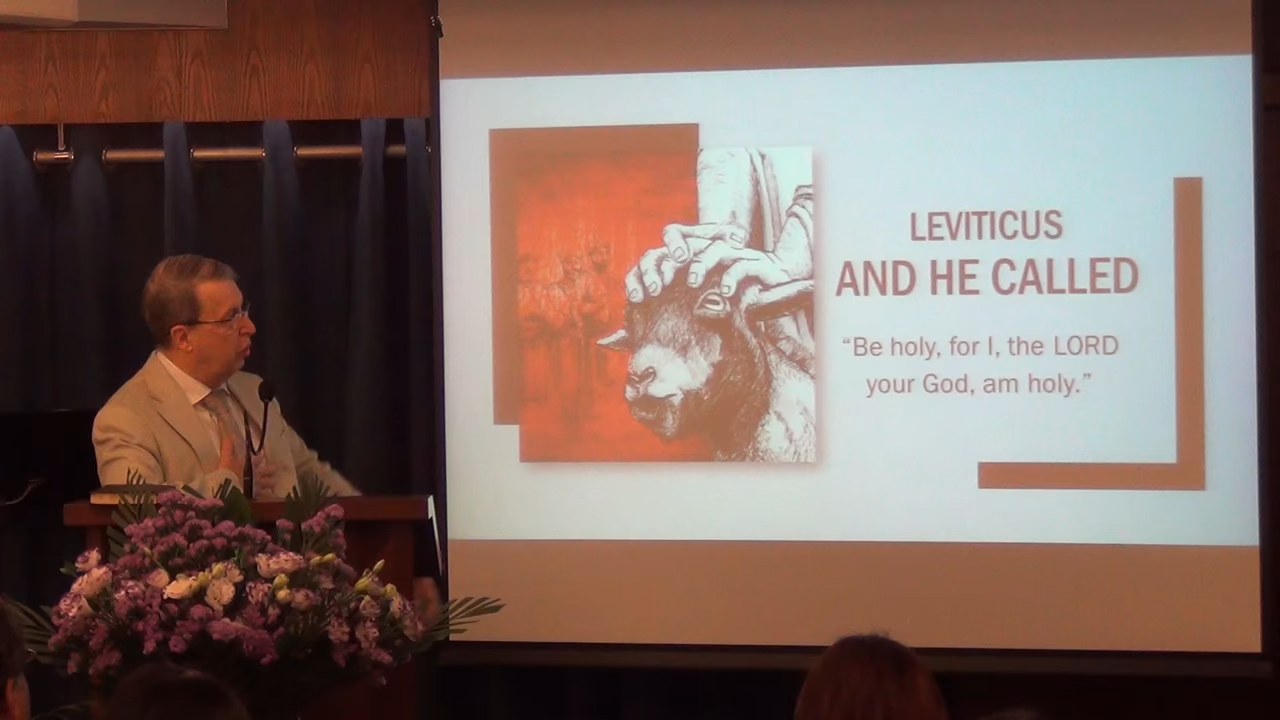 LEVITICUS
AND HE CALLED
“Be holy, for I, the LORD
your God, am holy.”